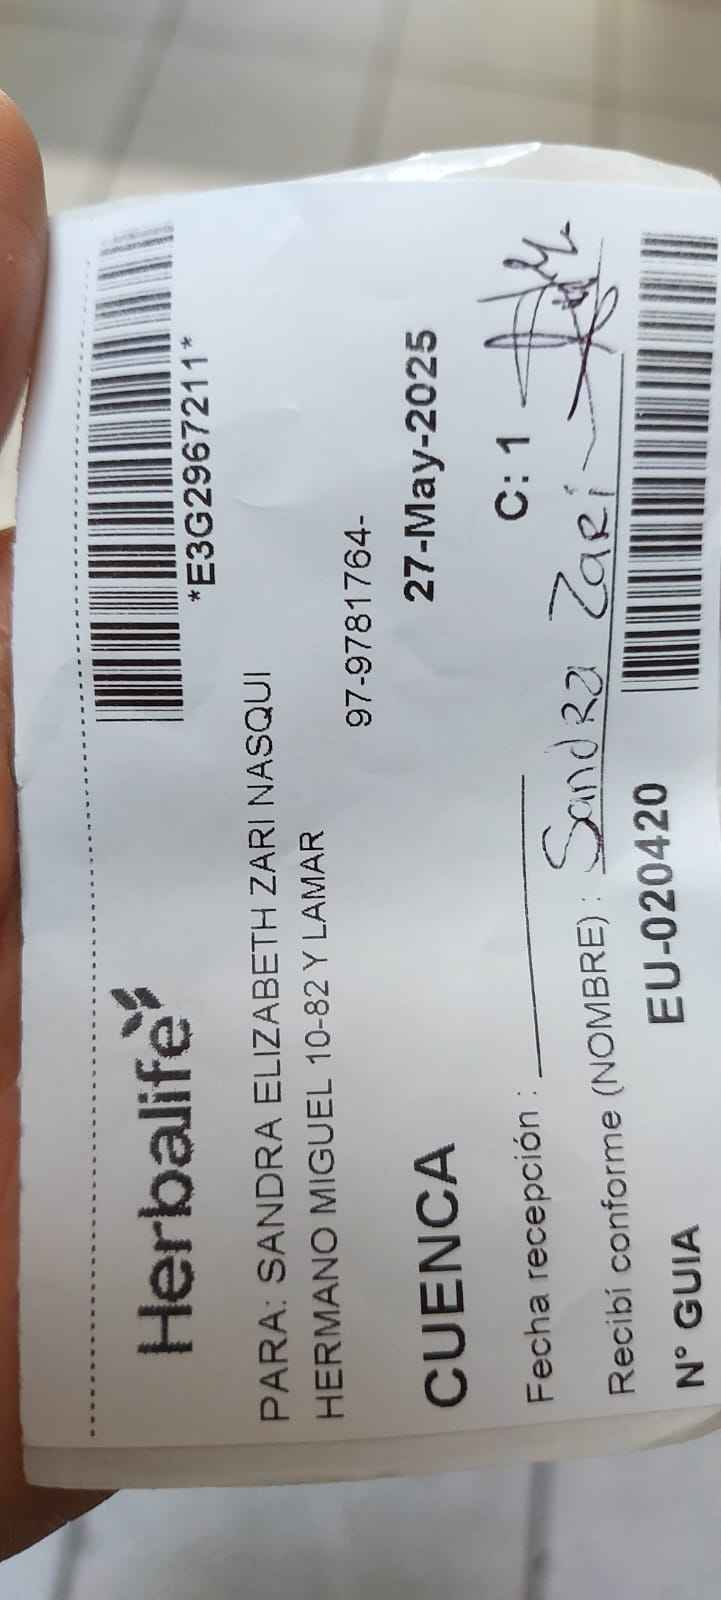 Herbalife
*E3G2967211*
PARA: SANDRA ELIZABETH ZARI NASQUI
HERMANO MIGUEL 10-82 Y LAMAR
97-9781764-
CUENCA 27-May-2025
Fecha recepción : C: 1
Recibí conforme (NOMBRE) : Sandra Zari
N° GUIA EU-020420